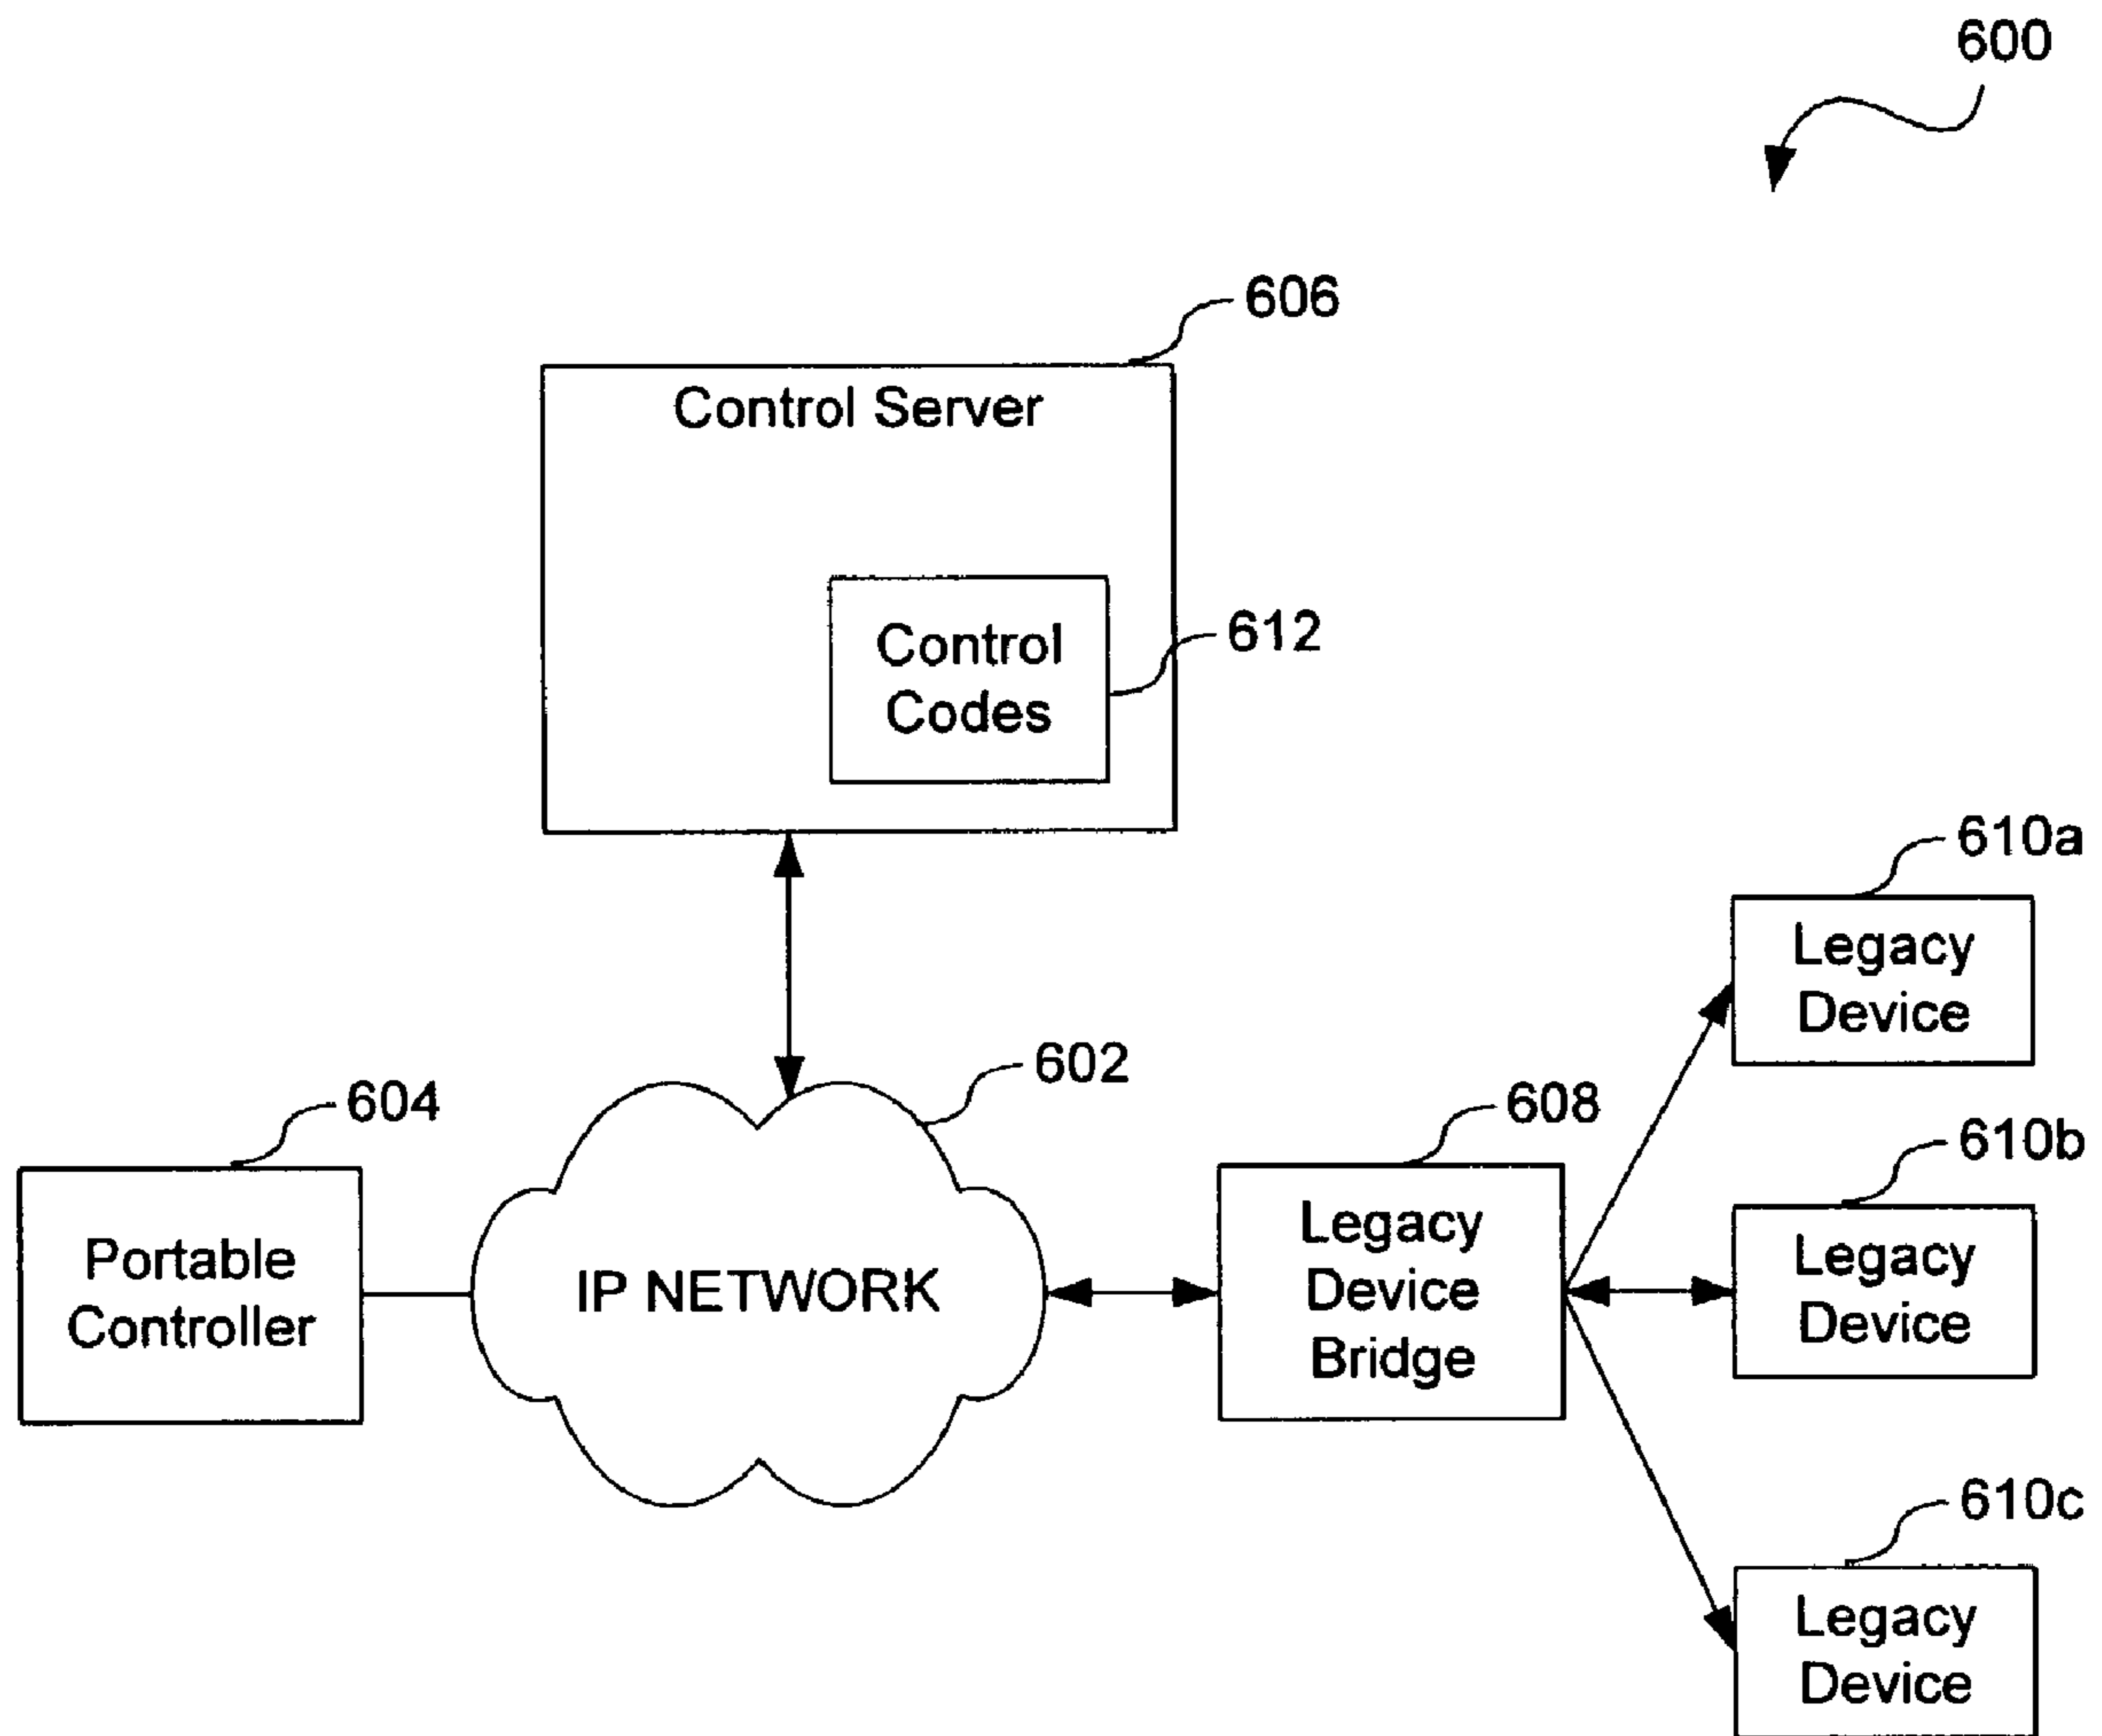 600
606
Control Server
Control
Codes
612
610a
Legacy
Device
602
604
608
610b
Portable
Controller
IP NETWORK
Legacy
Device
Bridge
Legacy
Device
610c
Legacy
Device